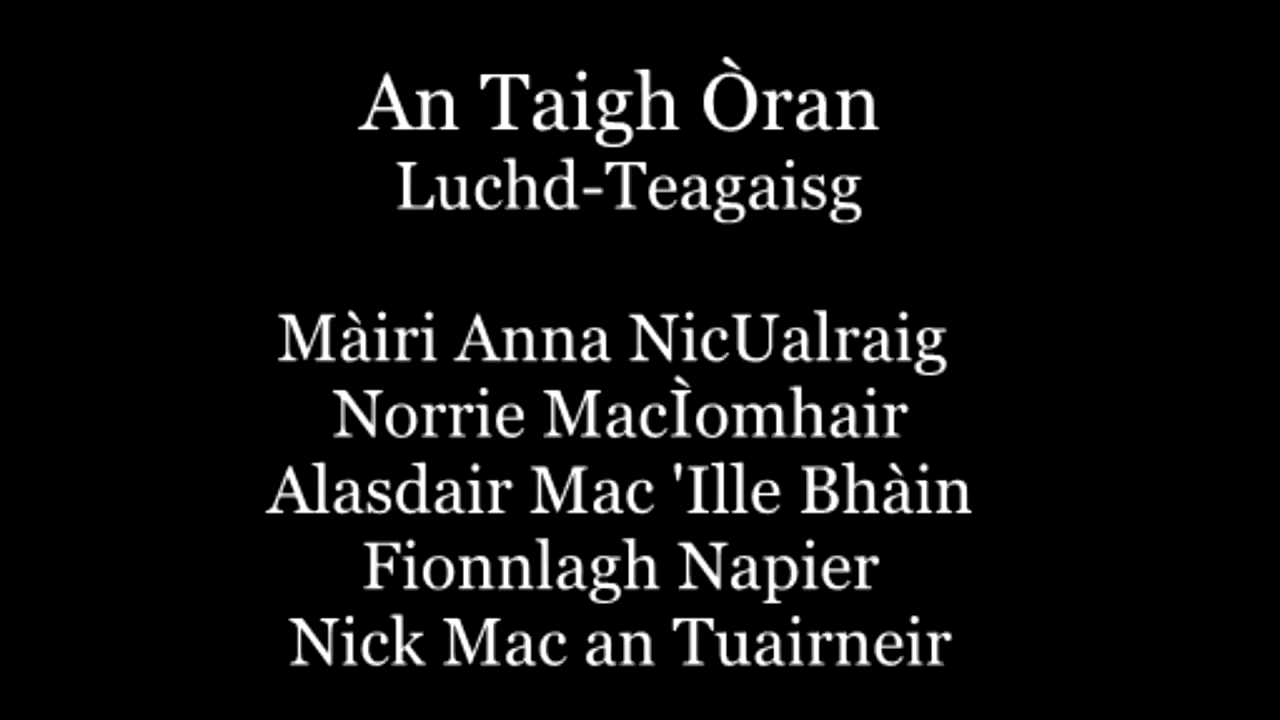 An Taigh Òran
Luchd-Teagaisg
Màiri Anna NicUalraig
Norrie MacÌomhair
Alasdair Mac 'Ille Bhàin
Fionnlagh Napier
Nick Mac an Tuairneir